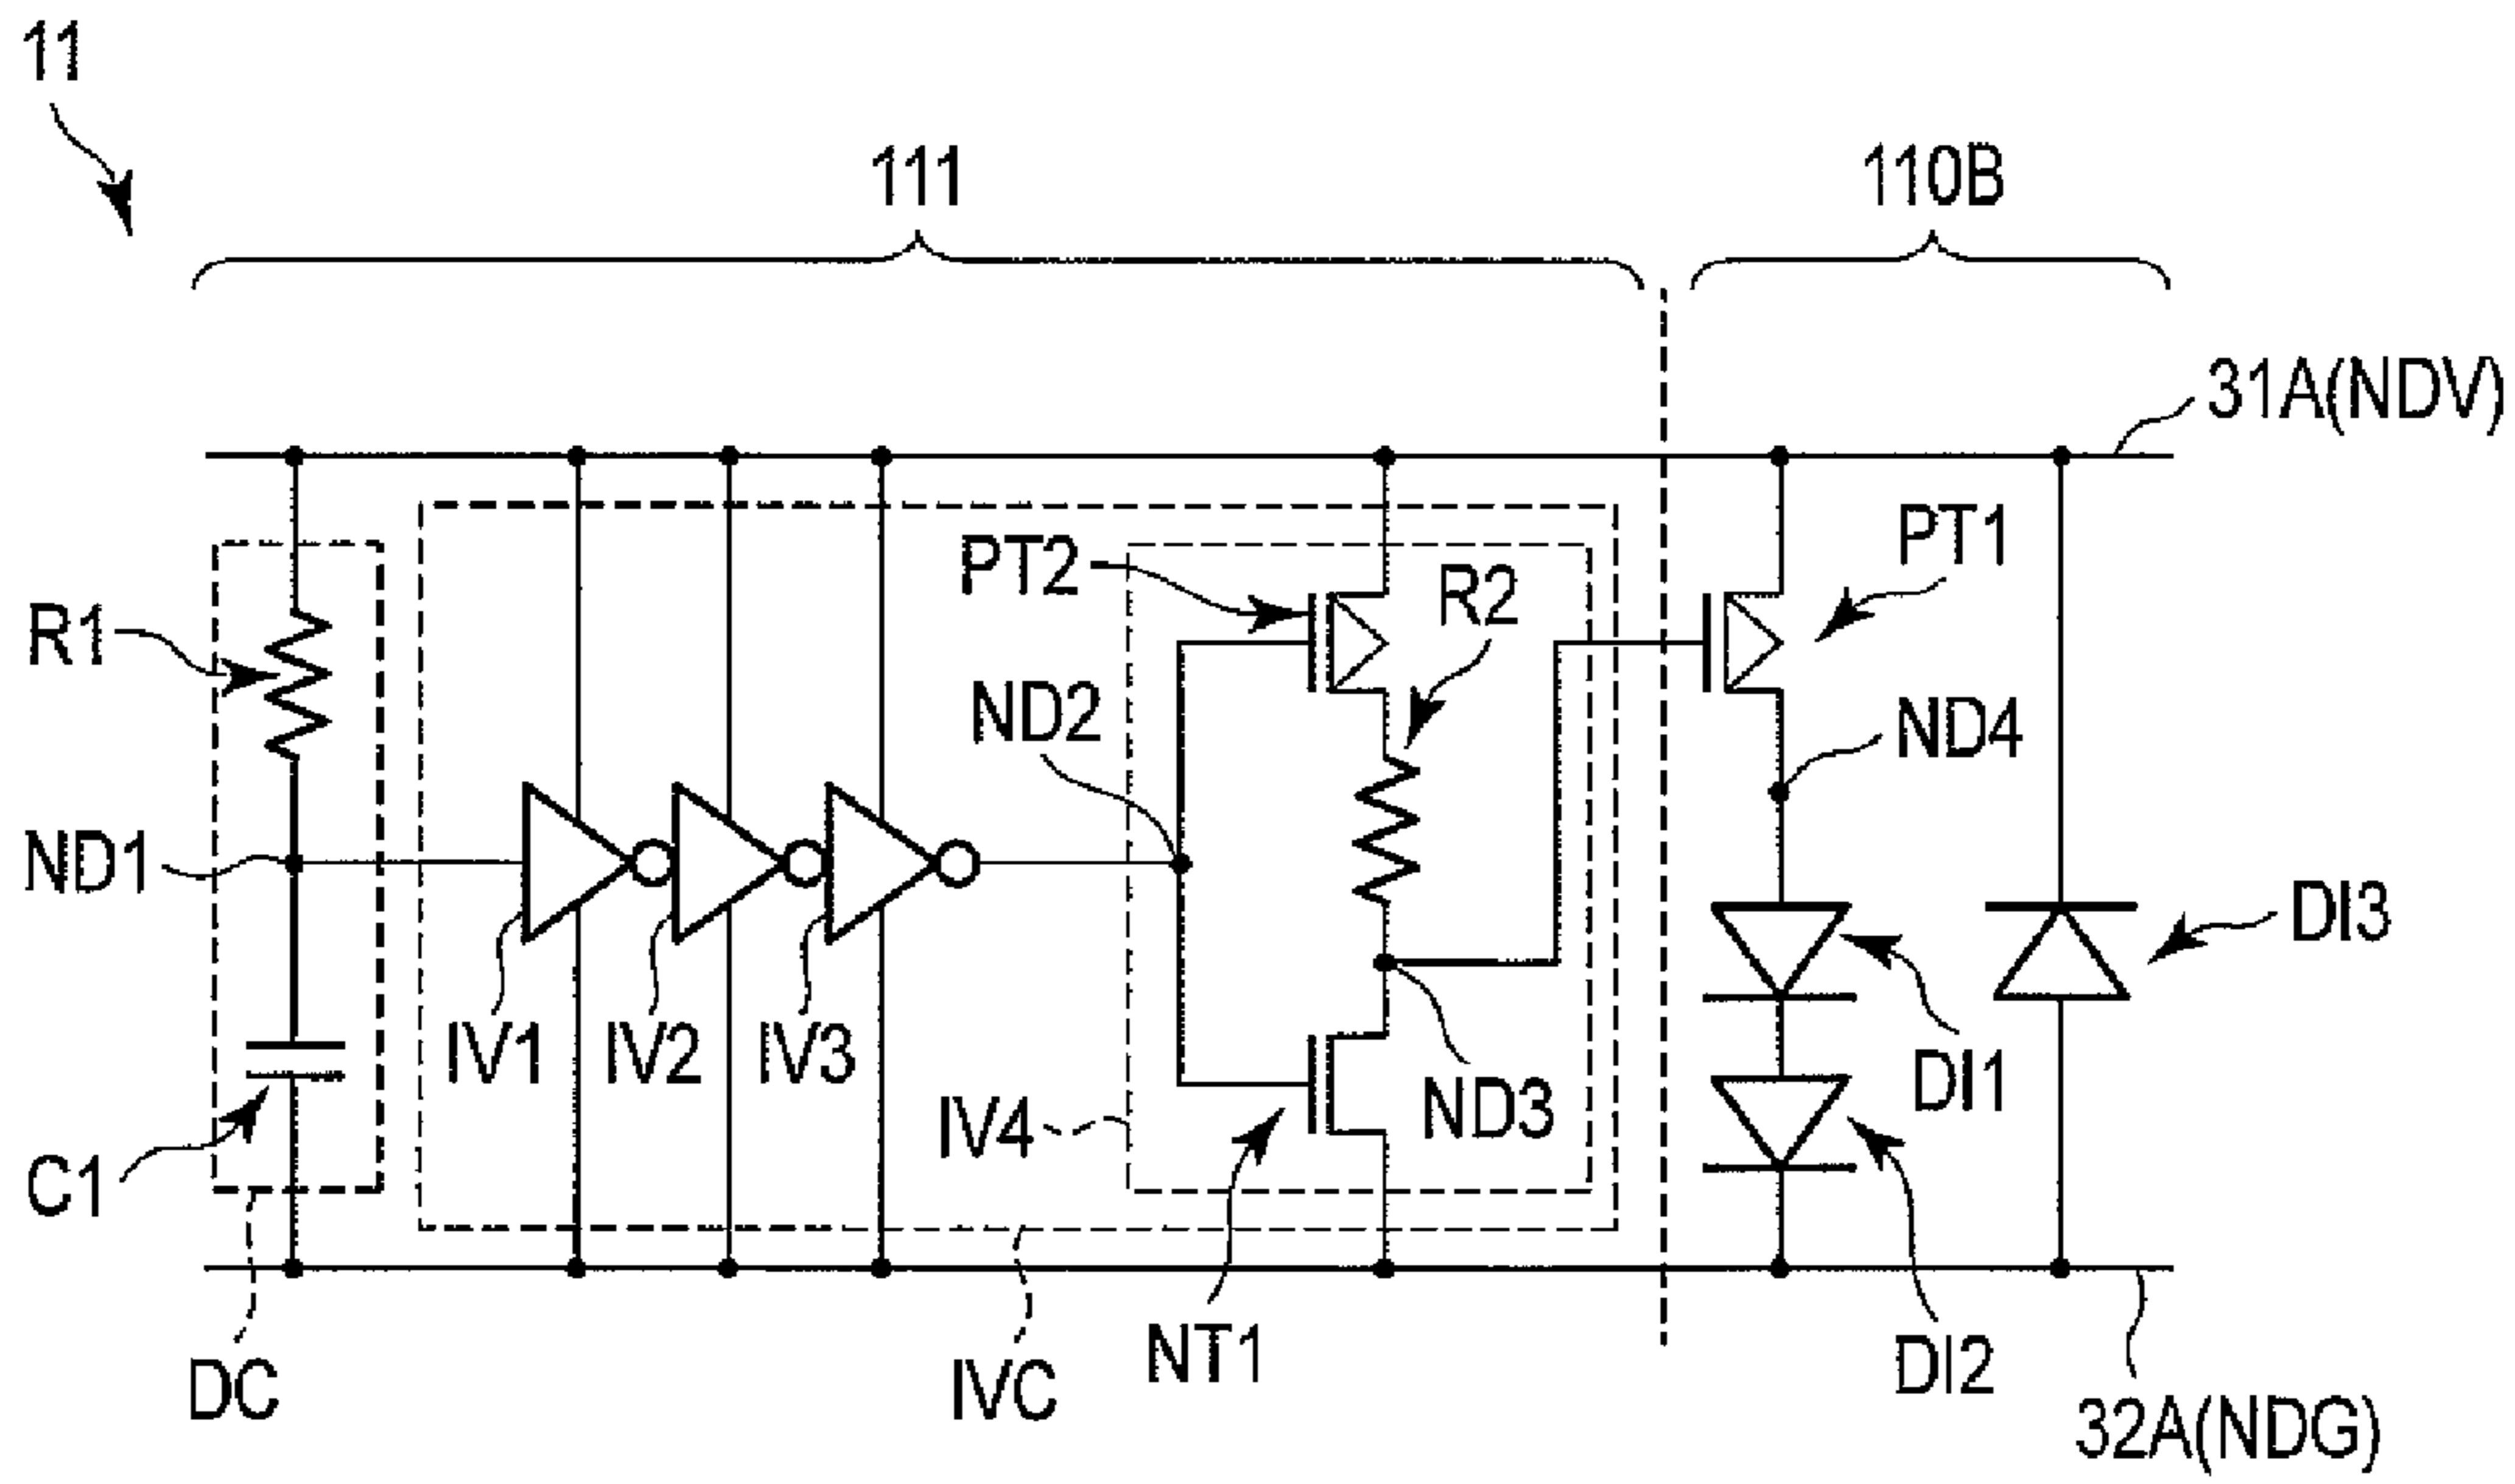 11
111
110B
31A(NDV)
PT2
R2
PT1
R1
ND2
ND4
ND1
DI3
IV1
IV2
IV3
ND3
DI1
IV4
C1
NT1
DI2
DC
IVC
32A(NDG)